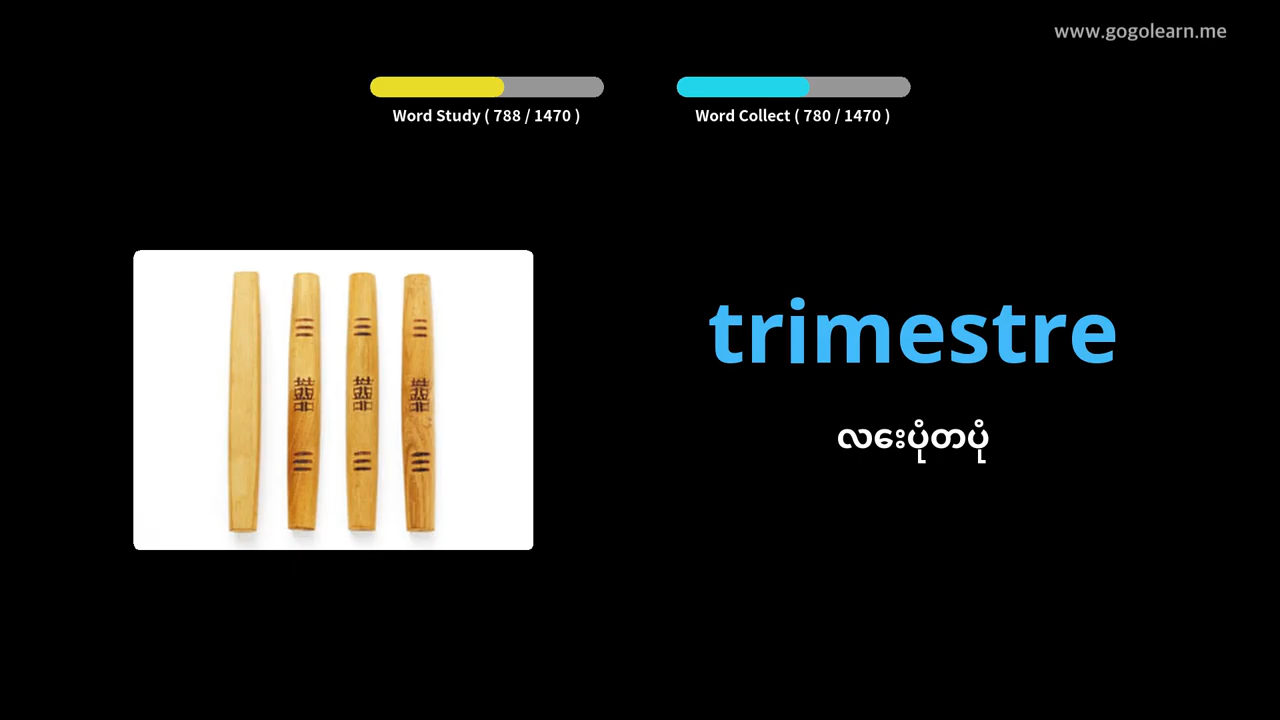 www.gogolearn.me
Word Study ( 788 / 1470 )
Word Collect ( 780 / 1470 )
trimestre
လေးပုံတပုံ